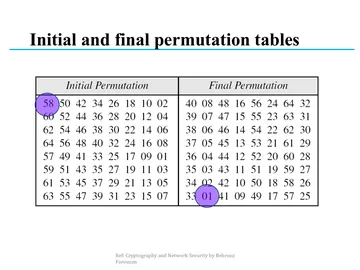 Initial and final permutation tables
Initial Permutation Final Permutation
58 50 42 34 26 18 10 02 40 08 48 16 56 24 64 32
60 52 44 36 28 20 12 04 39 07 47 15 55 23 63 31
62 54 46 38 30 22 14 06 38 06 46 14 54 22 62 30
64 56 48 40 32 24 16 08 37 05 45 13 53 21 61 29
57 49 41 33 25 17 09 01 36 04 44 12 52 20 60 28
59 51 43 35 27 19 11 03 35 03 43 11 51 19 59 27
61 53 45 37 29 21 13 05 34 02 42 10 50 18 58 26
63 55 47 39 31 23 15 07 33 01 41 09 49 17 57 25
Ref: Cryptography and Network Security by Behrouz
Forouzan